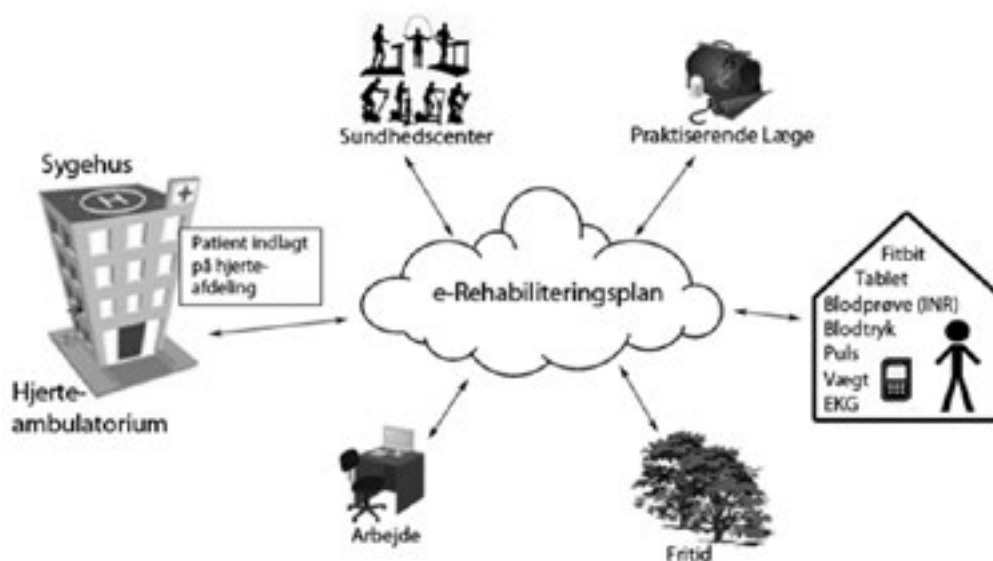 Sundhedscenter
Praktiserende Læge
Sygehus
H
Patient indlagt
på hjerte-
afdeling
Hjerte-
ambulatorium
e-Rehabiliteringsplan
Fitbit
Tablet
Blodprøve (INR)
Blodtryk
Puls
Vægt
EKG
Arbejde
Fritid